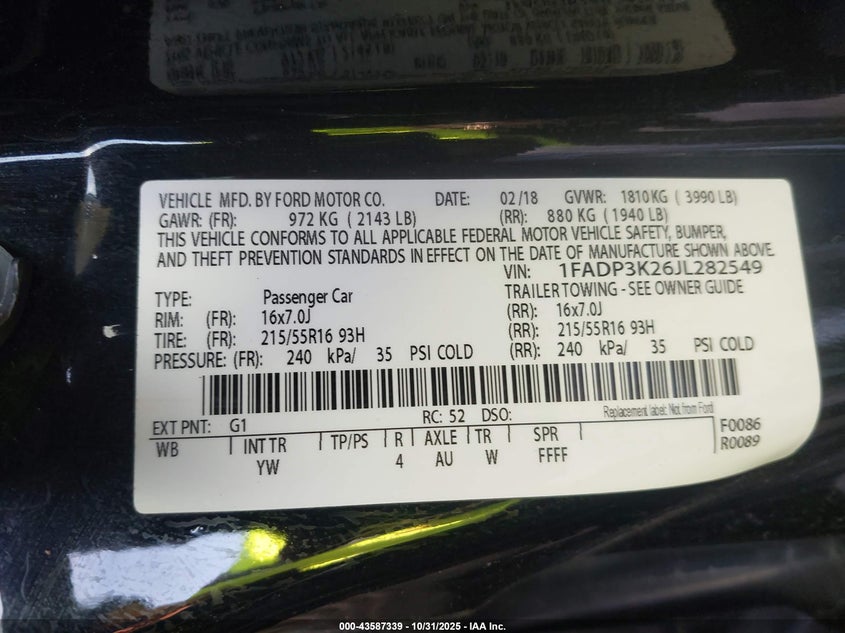 VEHICLE MFD. BY FORD MOTOR CO. DATE: 02/18 GVWR: 1810 KG ( 3990 LB)
GAWR: (FR): 972 KG ( 2143 LB) (RR): 880 KG ( 1940 LB)
THIS VEHICLE CONFORMS TO ALL APPLICABLE FEDERAL MOTOR VEHICLE SAFETY, BUMPER,
AND THEFT PREVENTION STANDARDS IN EFFECT ON THE DATE OF MANUFACTURE SHOWN ABOVE.
VIN: 1FADP3K26JL282549
TYPE: Passenger Car TRAILER TOWING - SEE OWNER GUIDE
RIM: (FR): 16x7.0J (RR): 16x7.0J
TIRE: (FR): 215/55R16 93H (RR): 215/55R16 93H
PRESSURE: (FR): 240 kPa/ 35 PSI COLD (RR): 240 kPa/ 35 PSI COLD
Replacement label: Not from Ford
EXT PNT: G1 RC: 52 DSO:
WB INT TR TP/PS R AXLE TR SPR F0086
YW 4 AU W FFFF R0089
000-43587339 - 10/31/2025 - IAA Inc.